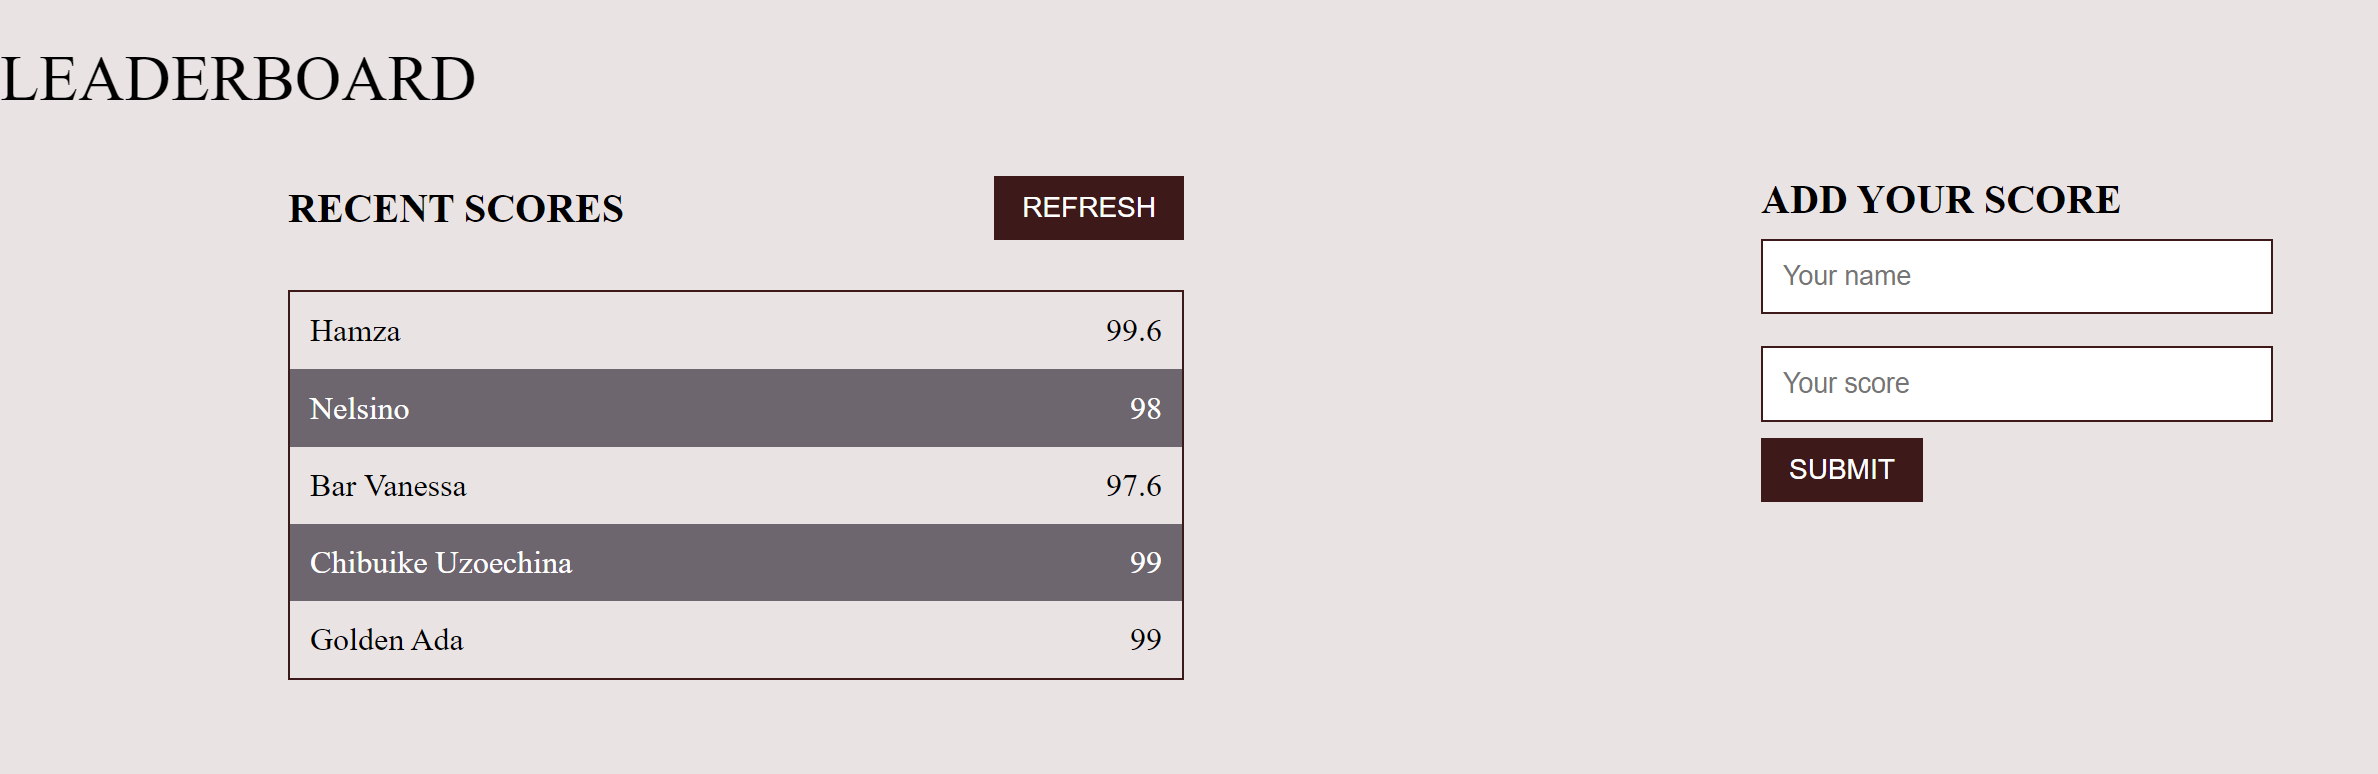 LEADERBOARD
RECENT SCORES
REFRESH
Hamza 99.6
Nelsino 98
Bar Vanessa 97.6
Chibuike Uzoechina 99
Golden Ada 99
ADD YOUR SCORE
Your name
Your score
SUBMIT